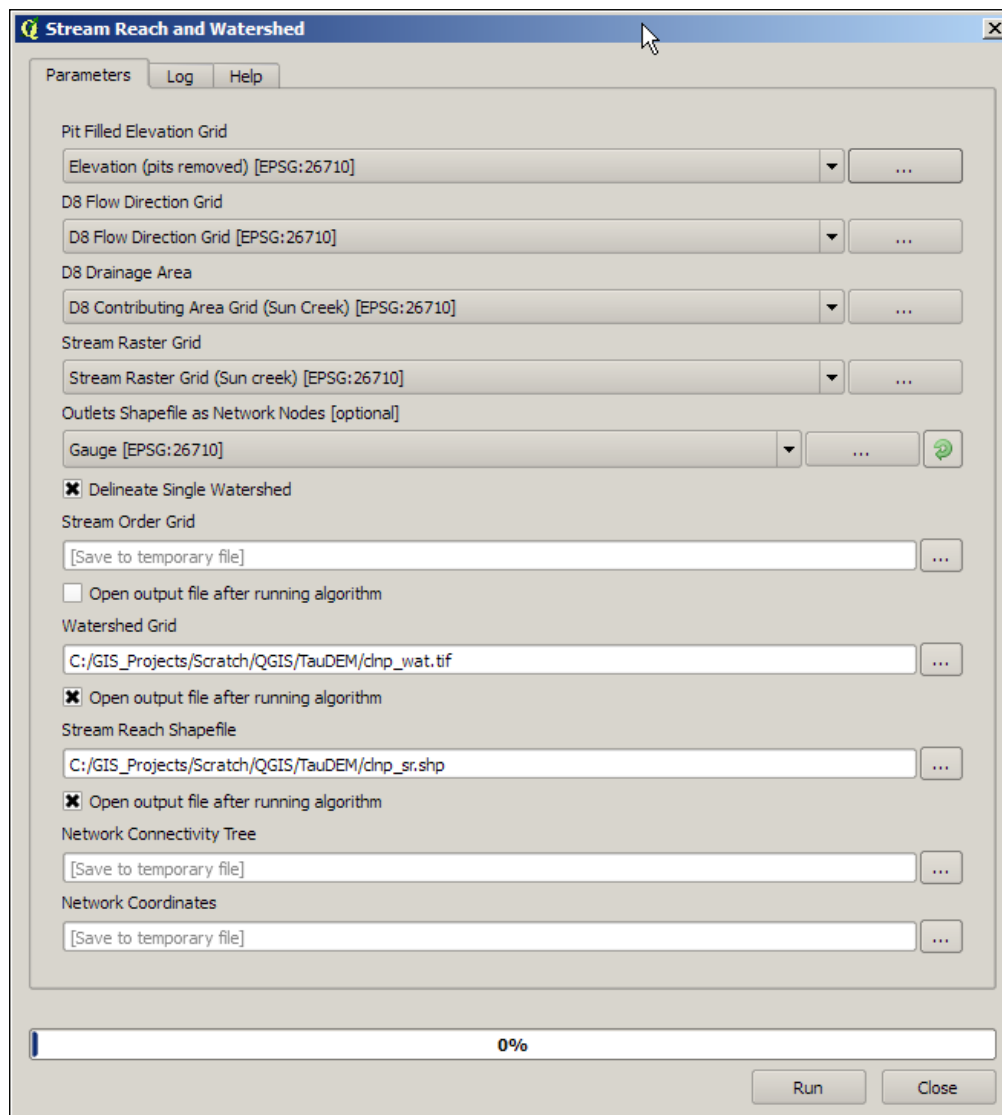 Stream Reach and Watershed
Parameters Log Help
Pit Filled Elevation Grid
Elevation (pits removed) [EPSG:26710] ...
D8 Flow Direction Grid
D8 Flow Direction Grid [EPSG:26710] ...
D8 Drainage Area
D8 Contributing Area Grid (Sun Creek) [EPSG:26710] ...
Stream Raster Grid
Stream Raster Grid (Sun creek) [EPSG:26710] ...
Outlets Shapefile as Network Nodes [optional]
Gauge [EPSG:26710] ...
Delineate Single Watershed
Stream Order Grid
[Save to temporary file] ...
Open output file after running algorithm
Watershed Grid
C:/GIS_Projects/Scratch/QGIS/TauDEM/clnp_wat.tif ...
Open output file after running algorithm
Stream Reach Shapefile
C:/GIS_Projects/Scratch/QGIS/TauDEM/clnp_sr.shp ...
Open output file after running algorithm
Network Connectivity Tree
[Save to temporary file] ...
Network Coordinates
[Save to temporary file] ...
0%
Run Close